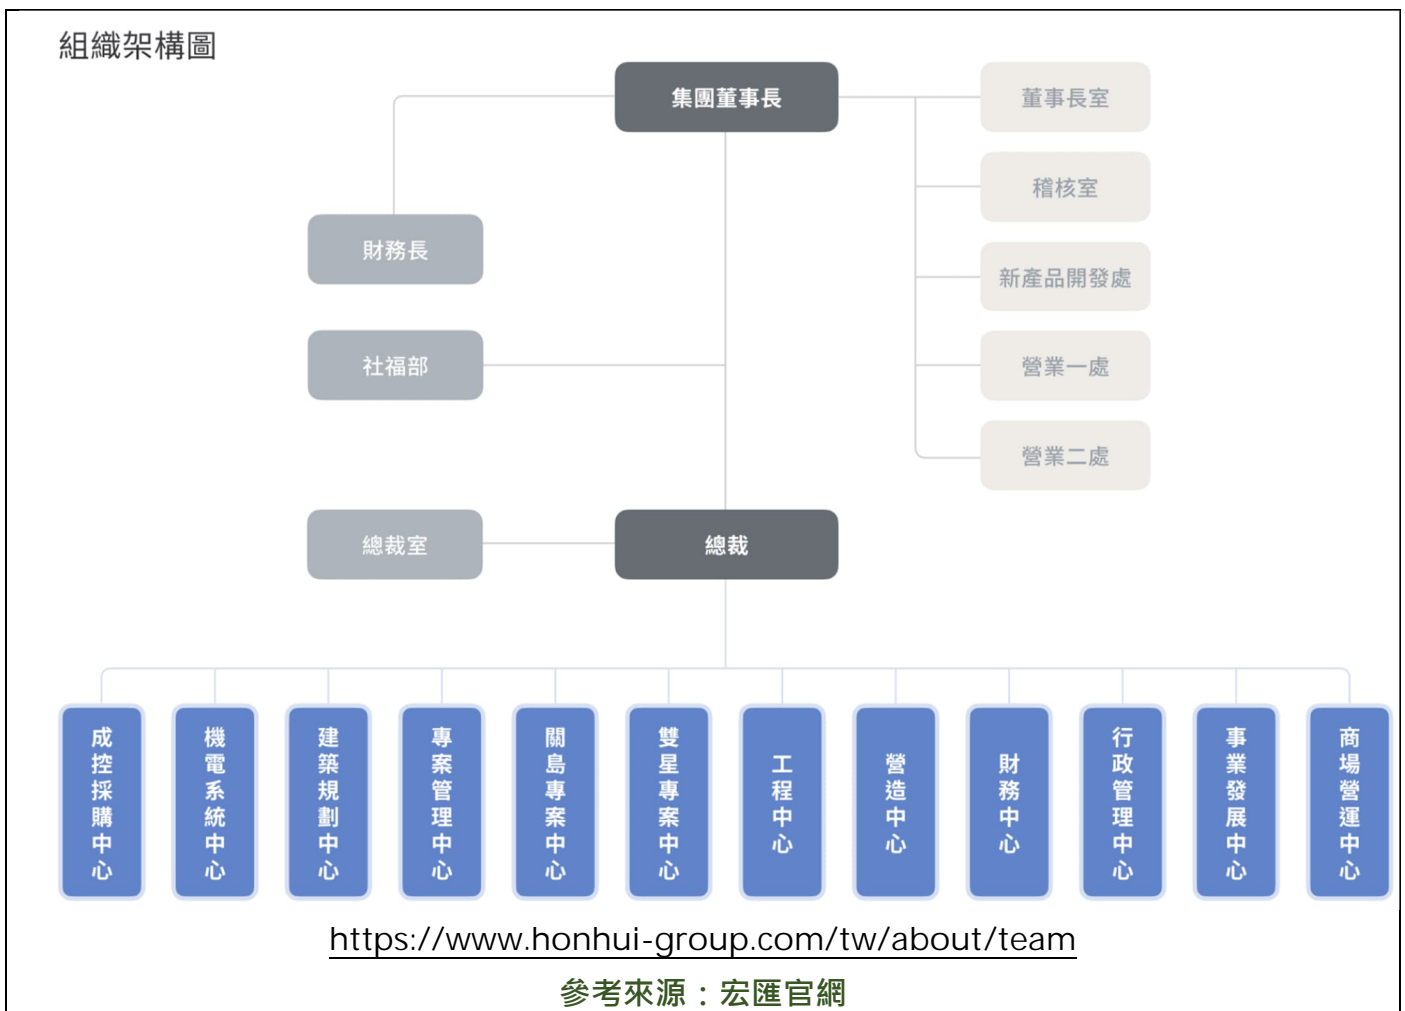 組織架構圖
集團董事長
董事長室
稽核室
財務長
新產品開發處
社福部
營業一處
營業二處
總裁室
總裁
成控採購中心
機電系統中心
建築規劃中心
專案管理中心
關島專案中心
雙星專案中心
工程中心
營造中心
財務中心
行政管理中心
事業發展中心
商場營運中心
https://www.honhui-group.com/tw/about/team
參考來源：宏匯官網